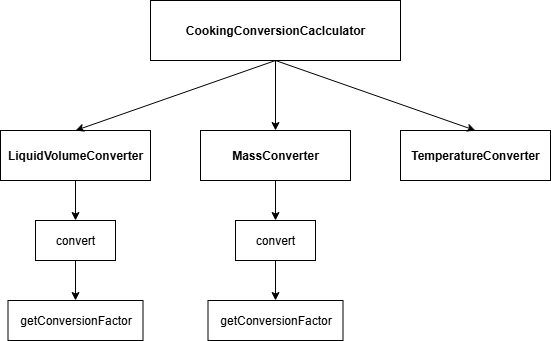 CookingConversionCaclculator
LiquidVolumeConverter
MassConverter
TemperatureConverter
convert
convert
getConversionFactor
getConversionFactor